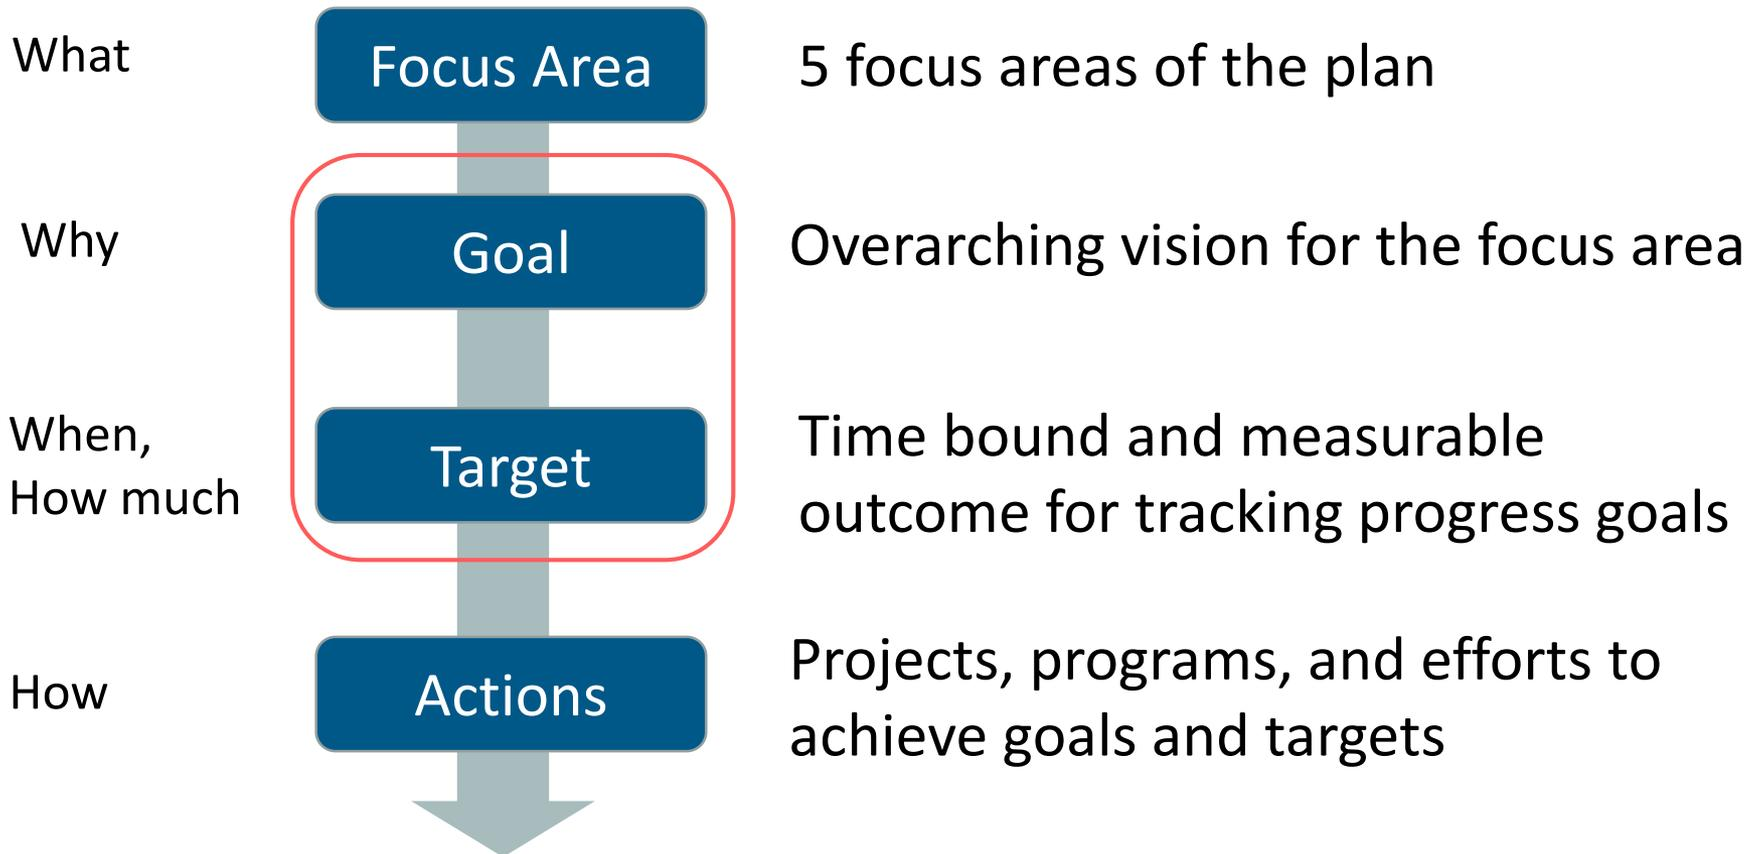 What
Focus Area
5 focus areas of the plan
Why
Goal
Overarching vision for the focus area
When,
How much
Target
Time bound and measurable
outcome for tracking progress goals
How
Actions
Projects, programs, and efforts to
achieve goals and targets